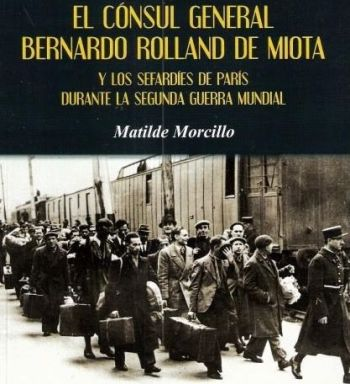 EL CÓNSUL GENERAL
BERNARDO ROLLAND DE MIOTA
Y LOS SEFARDÍES DE PARÍS
DURANTE LA SEGUNDA GUERRA MUNDIAL
Matilde Morcillo